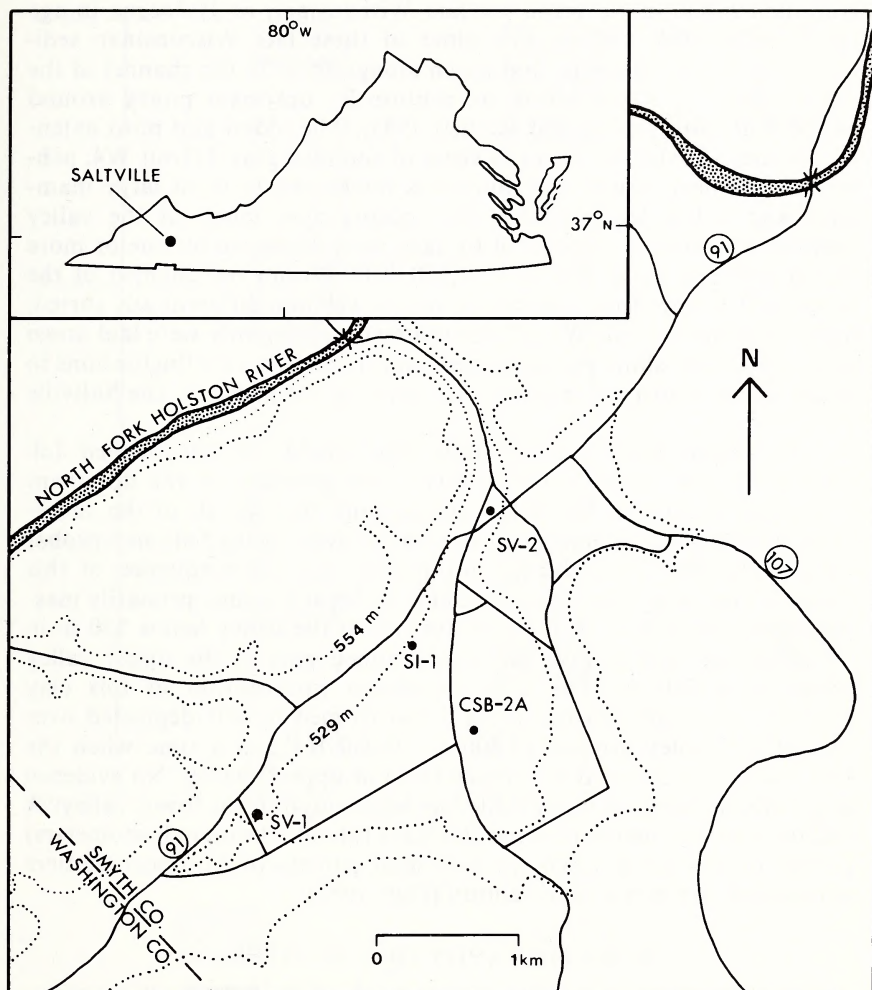 80°W
SALTVILLE
37°N
91
N
NORTH FORK HOLSTON RIVER
SV-2
107
554 m
SI-1
529 m
CSB-2A
SV-1
91
SMYTH CO.
WASHINGTON CO.
0 1km